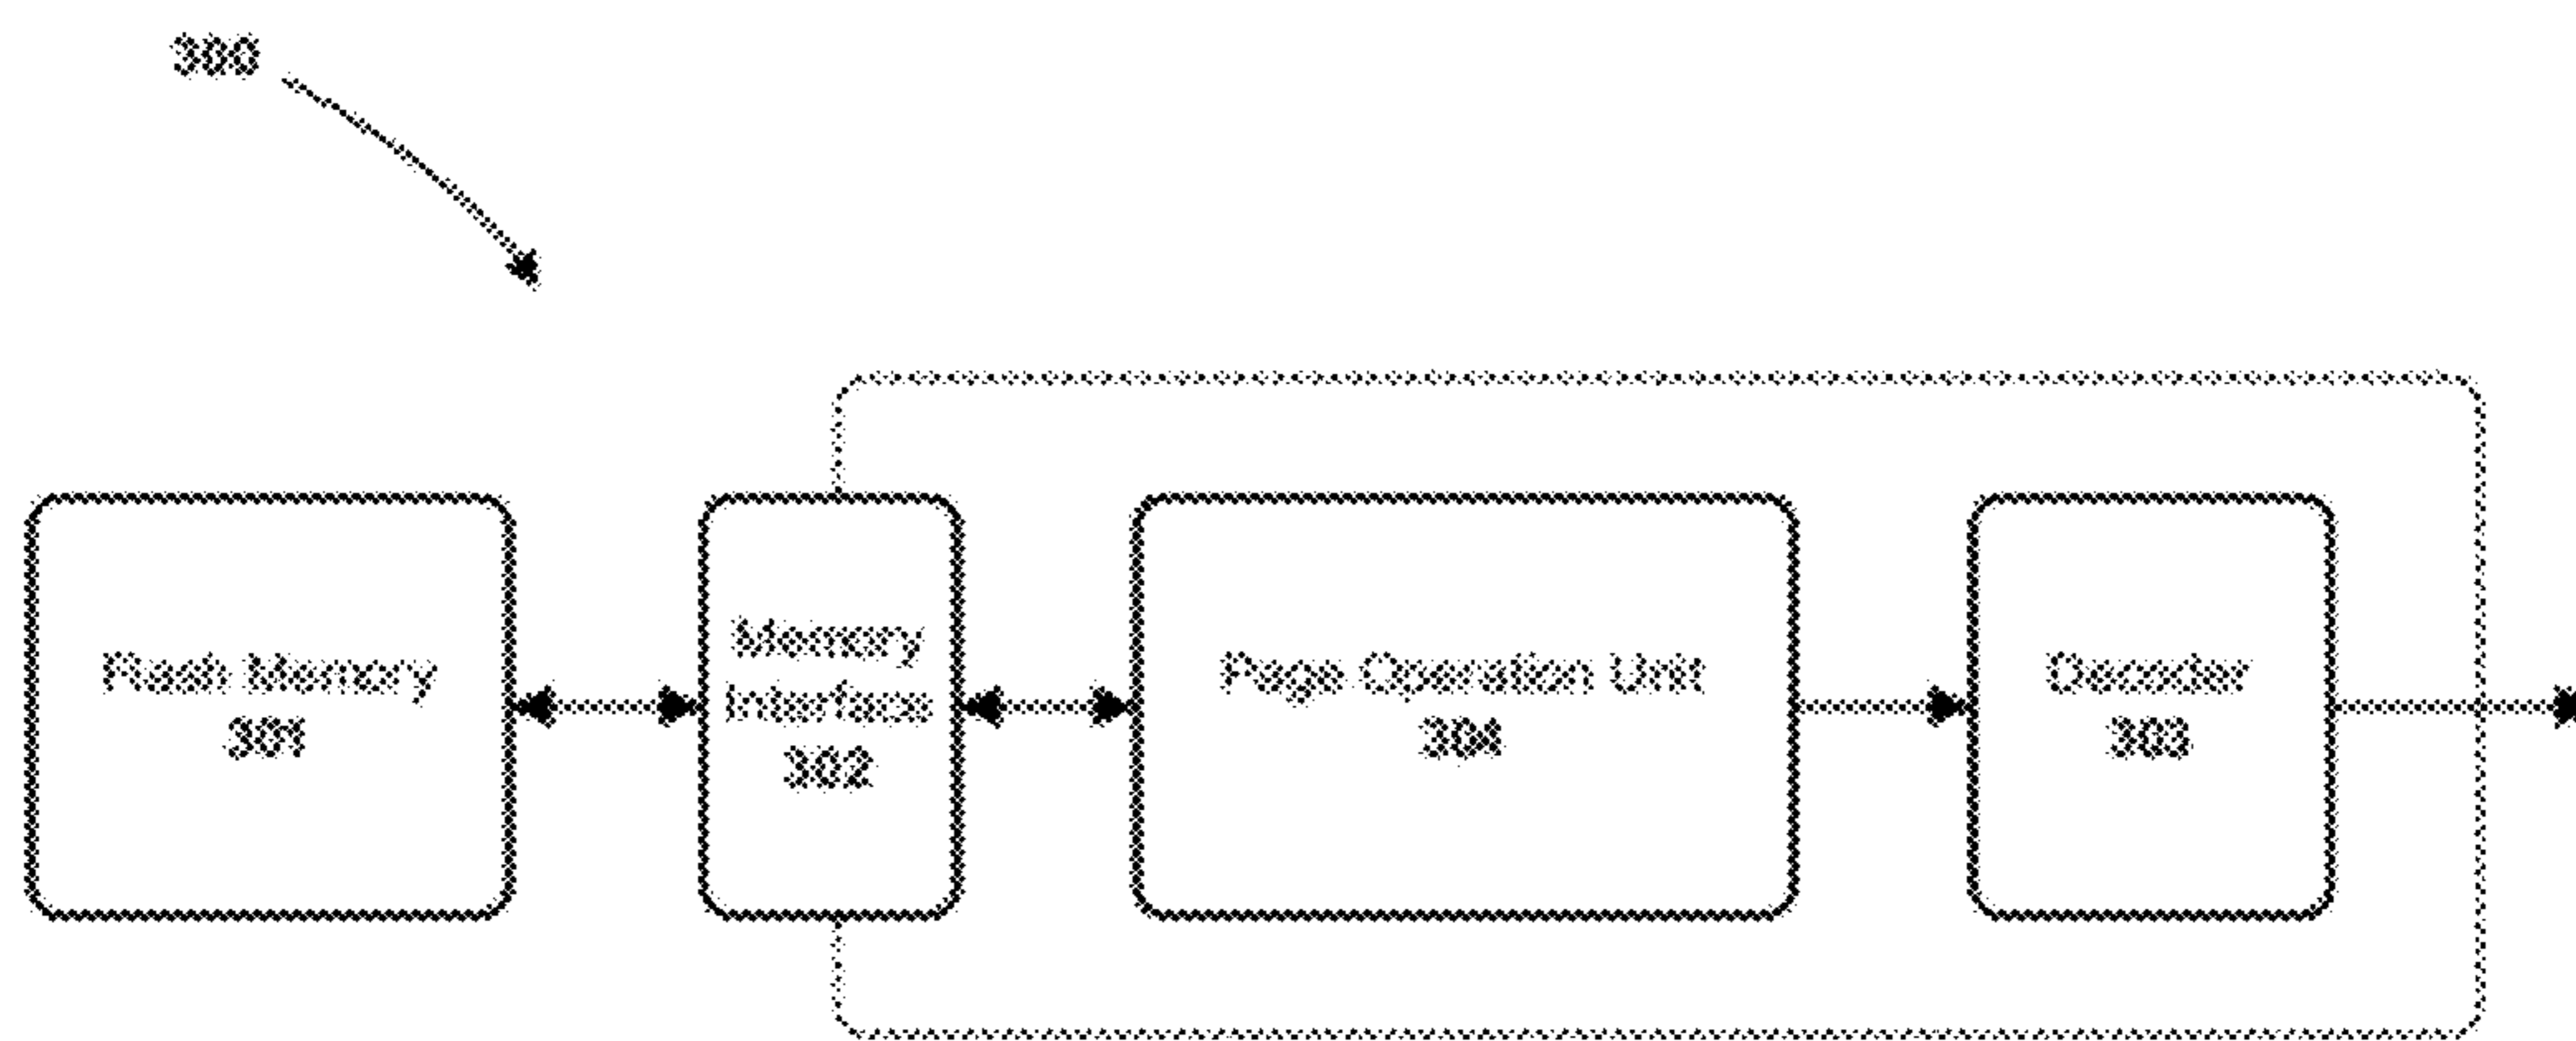 300
Flash Memory
301
Memory
Interface
302
Page Operation Unit
304
Decoder
303